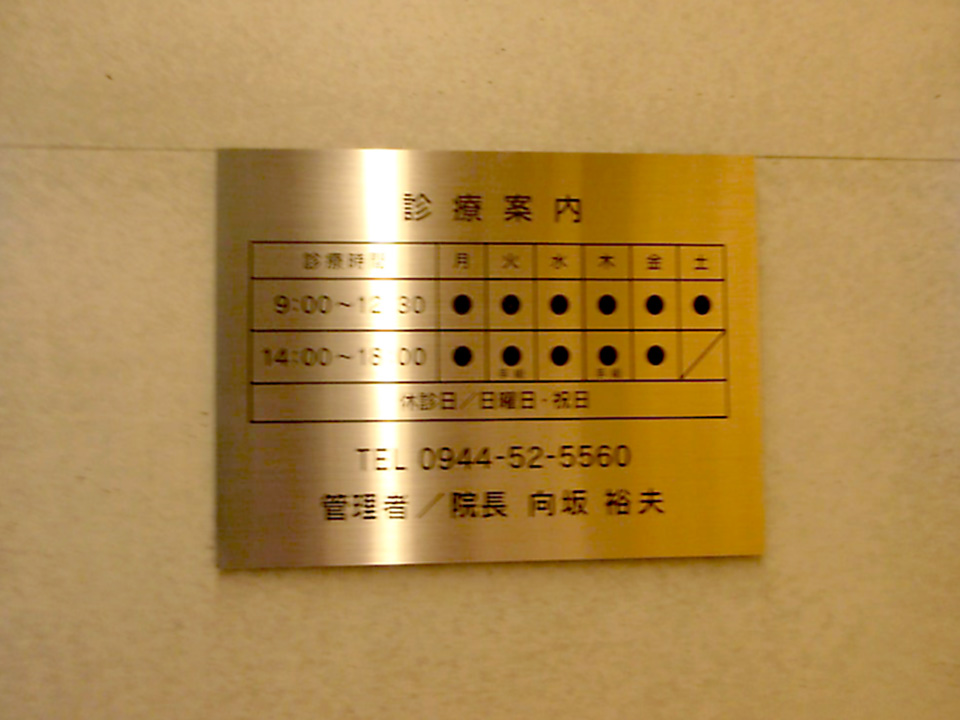 診療案内
診療時間 月 火 水 木 金 土
9:00～12:30 ● ● ● ● ● ●
14:00～18:00 ● ● ● ● ● ／
休診日／日曜日・祝日
TEL 0944-52-5560
管理者／院長 向坂 裕夫